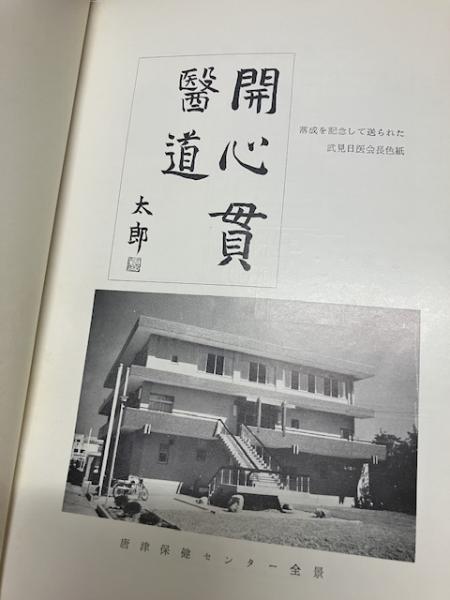 開心貫
醫道
太郎
落成を記念して送られた
武見日医会長色紙
唐津保健センター全景